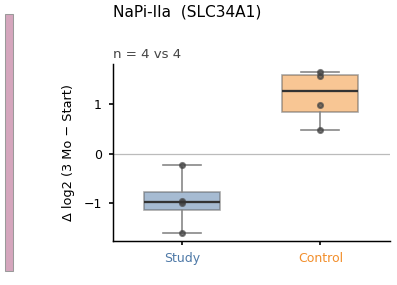 NaPi-IIa (SLC34A1)
n = 4 vs 4
Δ log2 (3 Mo − Start)
1
0
−1
Study
Control